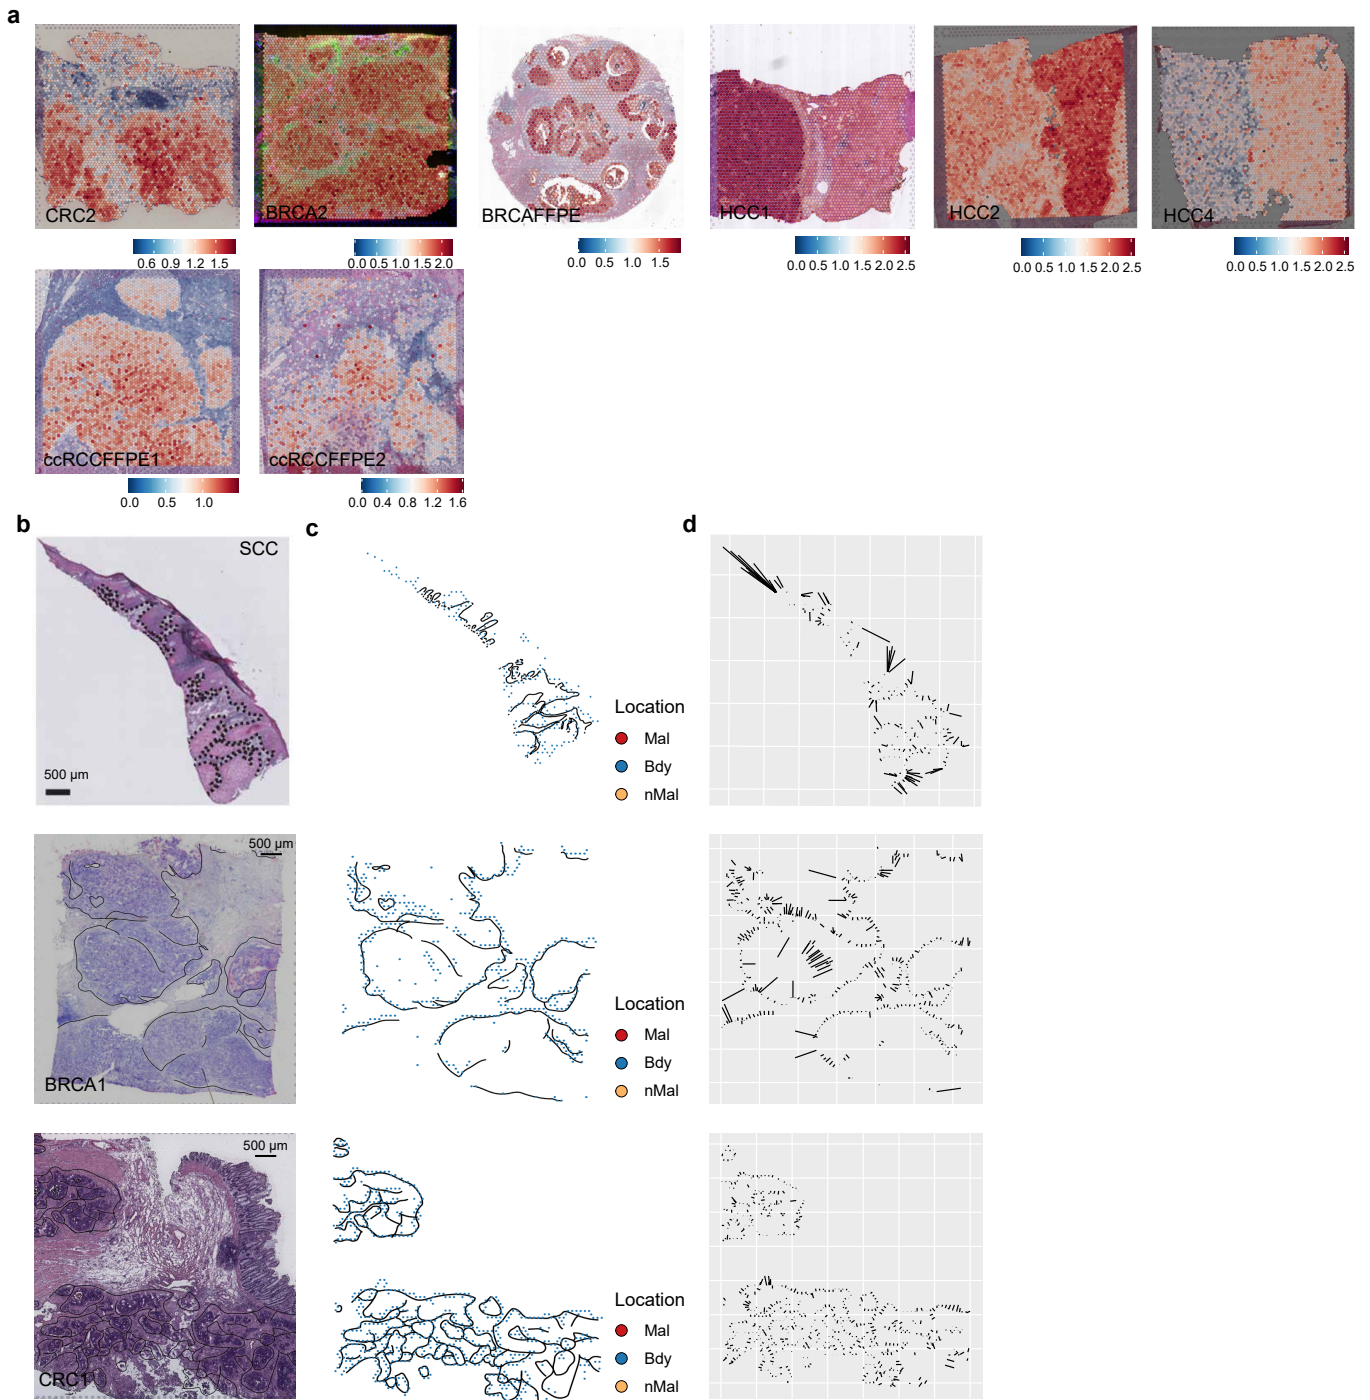 a
CRC2
BRCA2
BRCAFFPE
HCC1
HCC2
HCC4
0.6 0.9 1.2 1.5
0.0 0.5 1.0 1.5 2.0
0.0 0.5 1.0 1.5
0.0 0.5 1.0 1.5 2.0 2.5
0.0 0.5 1.0 1.5 2.0 2.5
0.0 0.5 1.0 1.5 2.0 2.5
ccRCCFFPE1
ccRCCFFPE2
0.0 0.5 1.0
0.0 0.4 0.8 1.2 1.6
b
c
d
SCC
500 µm
Location
Mal
Bdy
nMal
500 µm
BRCA1
Location
Mal
Bdy
nMal
500 µm
CRC1
Location
Mal
Bdy
nMal